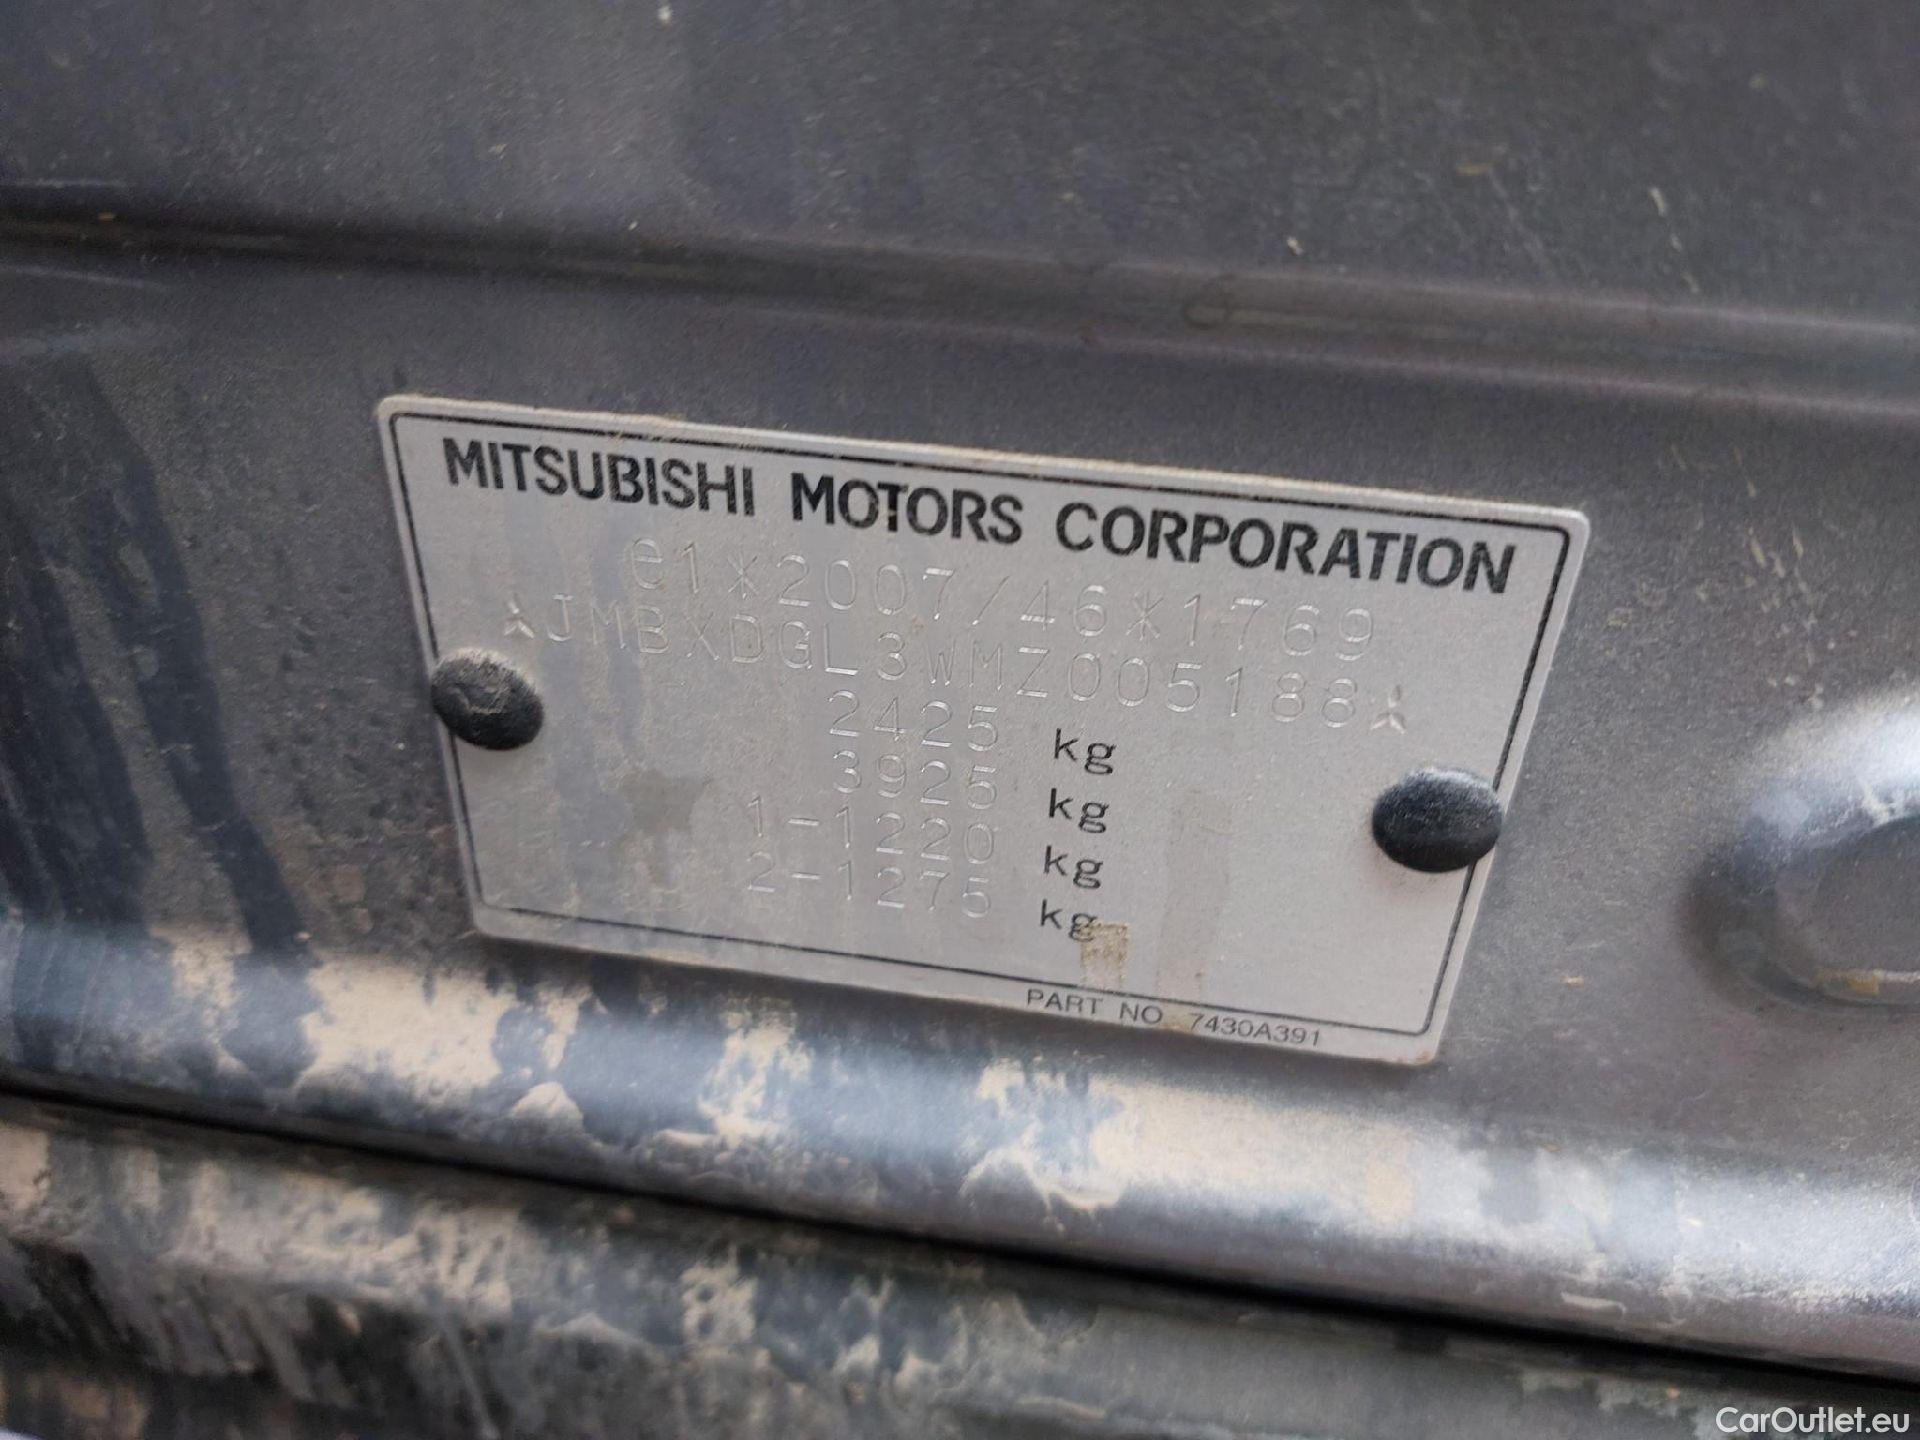 MITSUBISHI MOTORS CORPORATION
e1*2007/46*1769
JMBXDGL3WMZ005188
2425 kg
3925 kg
1-1220 kg
2-1275 kg
PART NO 7430A391
CarOutlet.eu